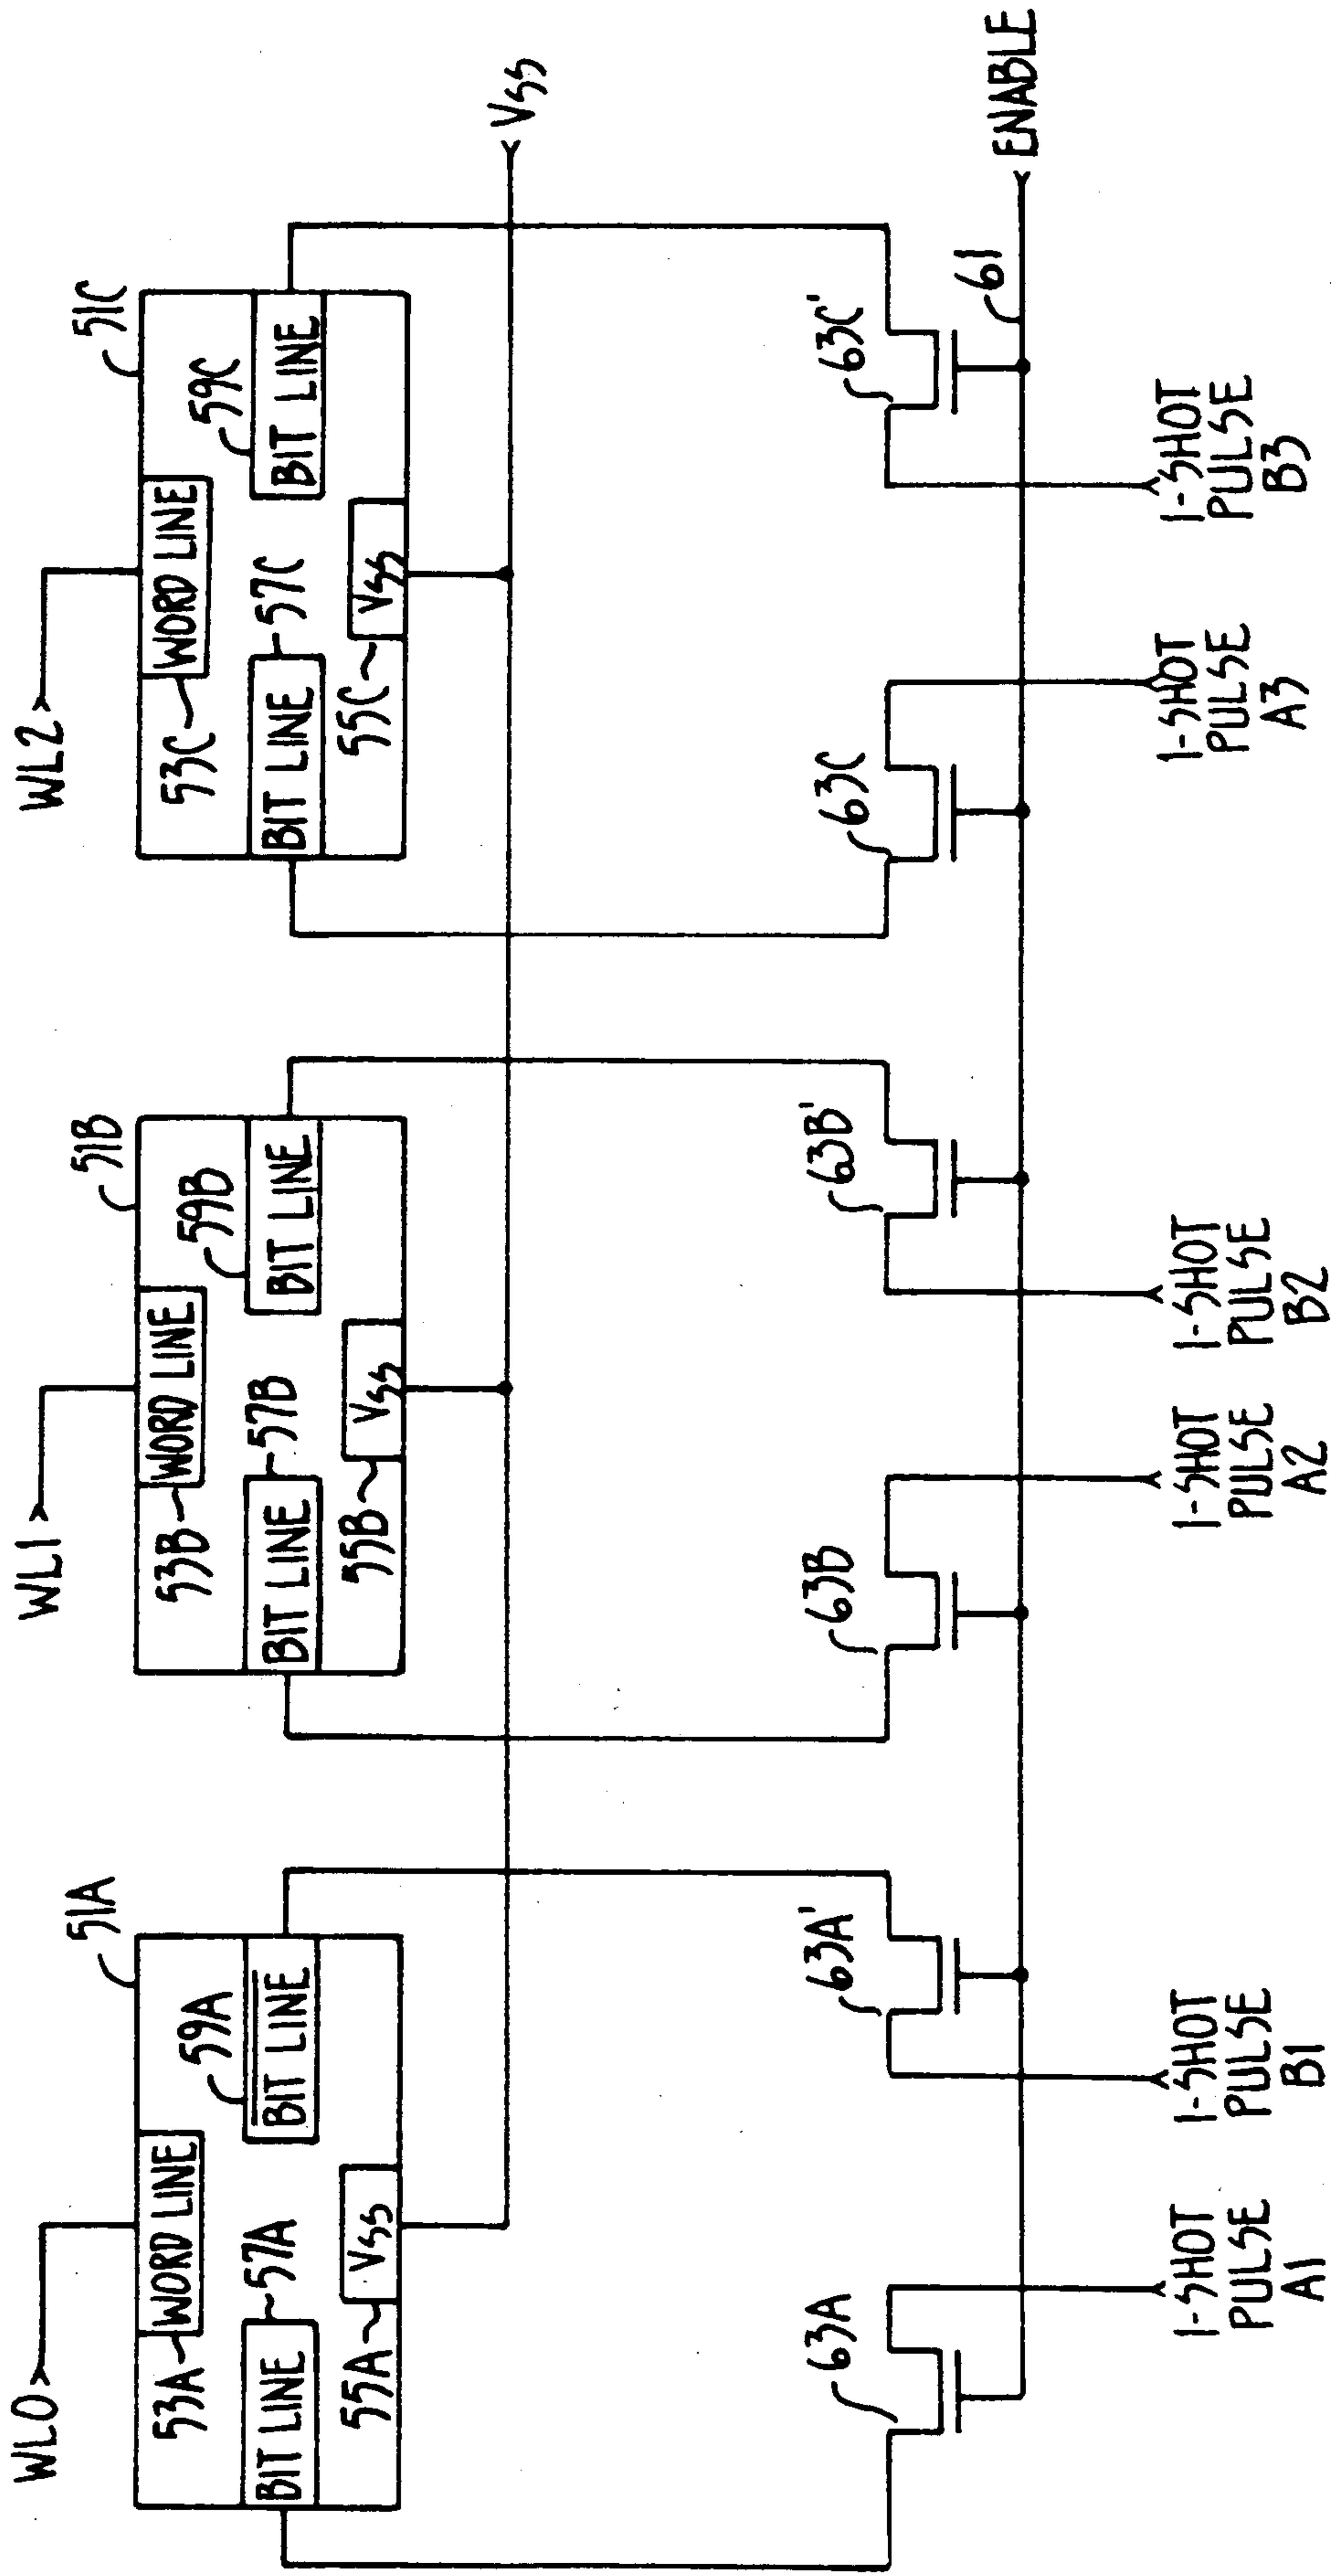 WL0
WL1
WL2
51A
51B
51C
53A
WORD LINE
59A
53B
WORD LINE
59B
53C
WORD LINE
59C
BIT LINE
57A
BIT LINE
BIT LINE
57B
BIT LINE
BIT LINE
57C
BIT LINE
55A
VSS
55B
VSS
55C
VSS
VSS
63A
63A'
63B
63B'
63C
63C'
61
ENABLE
1-SHOT
PULSE
A1
1-SHOT
PULSE
B1
1-SHOT
PULSE
A2
1-SHOT
PULSE
B2
1-SHOT
PULSE
A3
1-SHOT
PULSE
B3